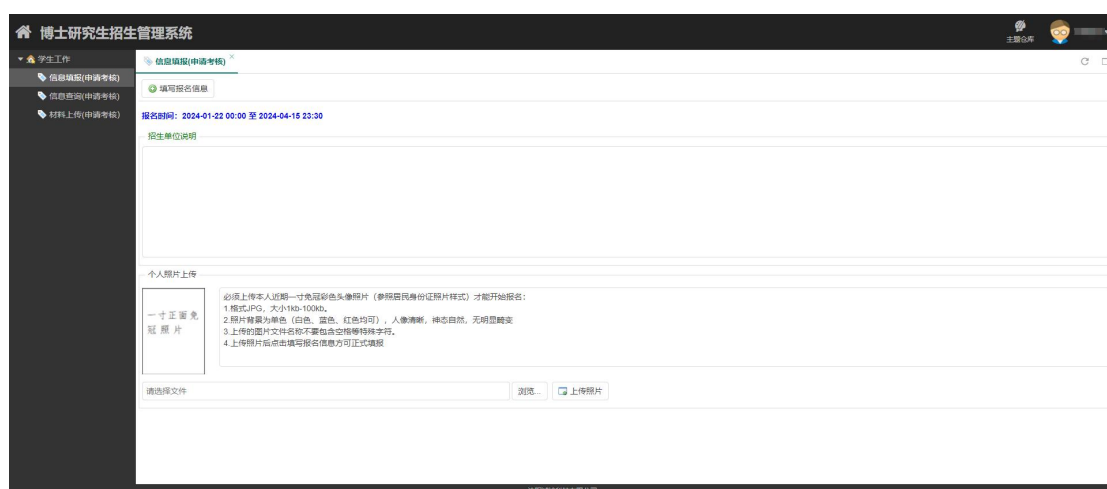 博士研究生招生管理系统
主题仓库
学生工作
信息填报(申请考核)
信息查询(申请考核)
材料上传(申请考核)
信息填报(申请考核)
填写报名信息
报名时间：2024-01-22 00:00 至 2024-04-15 23:30
招生单位说明
个人照片上传
一寸正面免
冠照片
必须上传本人近期一寸免冠彩色头像照片（参照居民身份证照片样式）才能开始报名：
1.格式JPG，大小1kb-100kb。
2.照片背景为单色（白色、蓝色、红色均可），人像清晰，神态自然，无明显畸变
3.上传的图片文件名称不要包含空格等特殊字符。
4.上传照片后点击填写报名信息方可正式填报
请选择文件
浏览...
上传照片